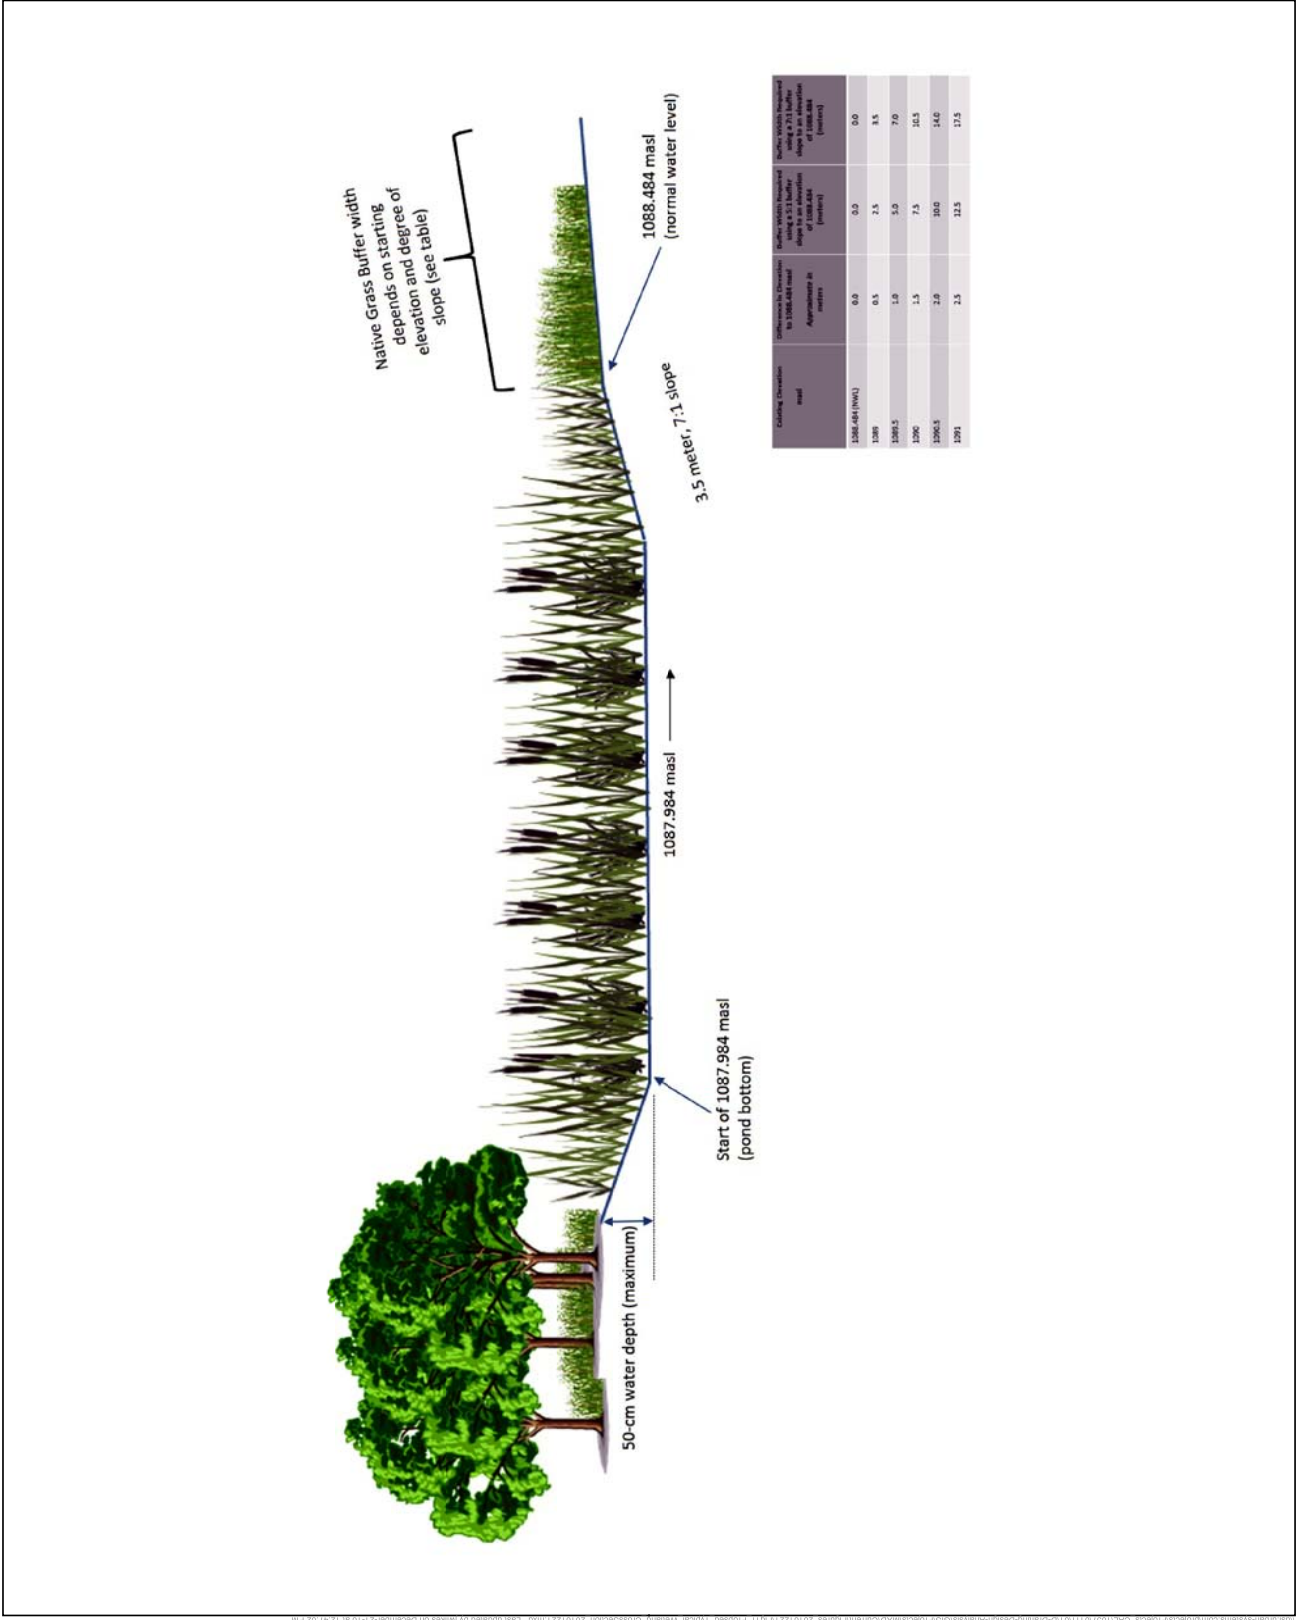 Native Grass Buffer width
depends on starting
elevation and degree of
slope (see table)
1088.484 masl
(normal water level)
3.5 meter, 7:1 slope
1087.984 masl
Start of 1087.984 masl
(pond bottom)
50-cm water depth (maximum)
Existing Elevation masl
Difference in Elevation to 1088.484 masl Approximate in meters
Buffer Width Required using a 5:1 buffer slope to an elevation of 1088.484 (meters)
Buffer Width Required using a 7:1 buffer slope to an elevation of 1088.484 (meters)
1088.484 (NWL) 0.0 0.0 0.0
1089 0.5 2.5 3.5
1089.5 1.0 5.0 7.0
1090 1.5 7.5 10.5
1090.5 2.0 10.0 14.0
1091 2.5 12.5 17.5